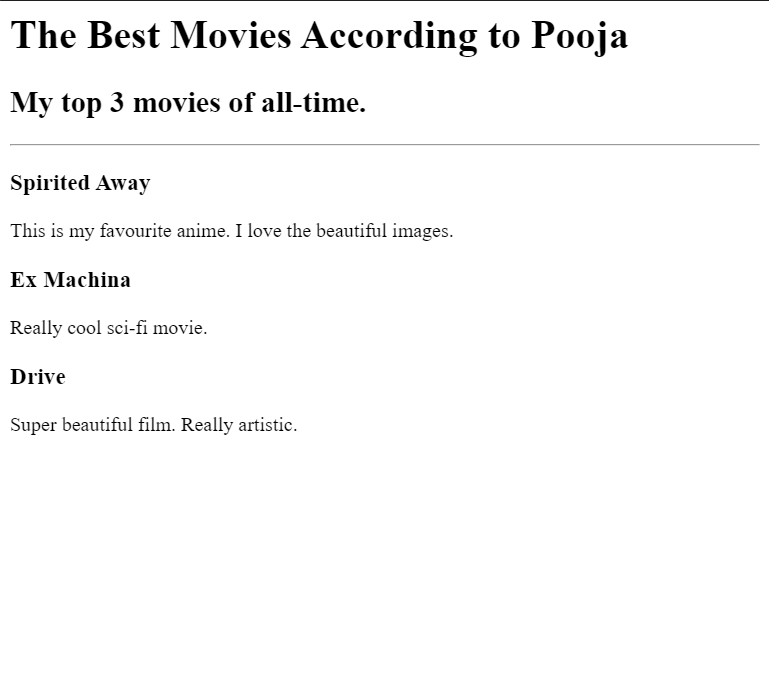 The Best Movies According to Pooja
My top 3 movies of all-time.
Spirited Away
This is my favourite anime. I love the beautiful images.
Ex Machina
Really cool sci-fi movie.
Drive
Super beautiful film. Really artistic.